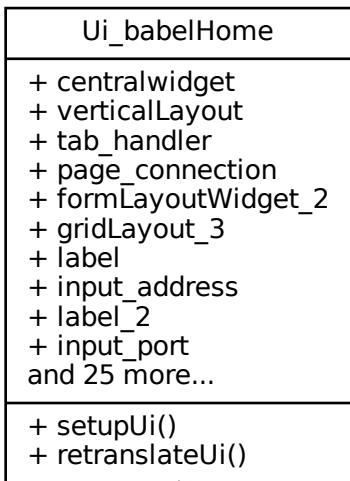 Ui_babelHome
+ centralwidget
+ verticalLayout
+ tab_handler
+ page_connection
+ formLayoutWidget_2
+ gridLayout_3
+ label
+ input_address
+ label_2
+ input_port
and 25 more...
+ setupUi()
+ retranslateUi()